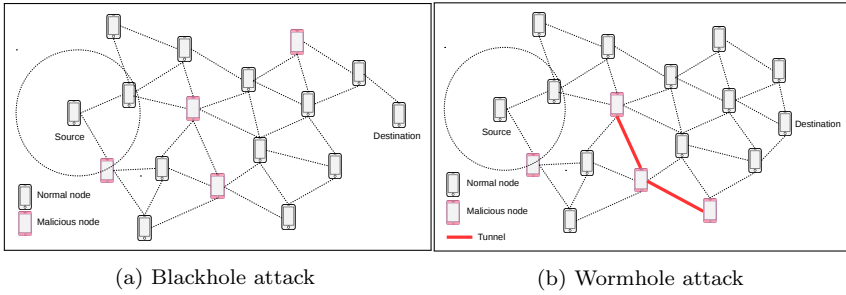 Source
Destination
Normal node
Malicious node
(a) Blackhole attack
Source
Destination
Normal node
Malicious node
Tunnel
(b) Wormhole attack